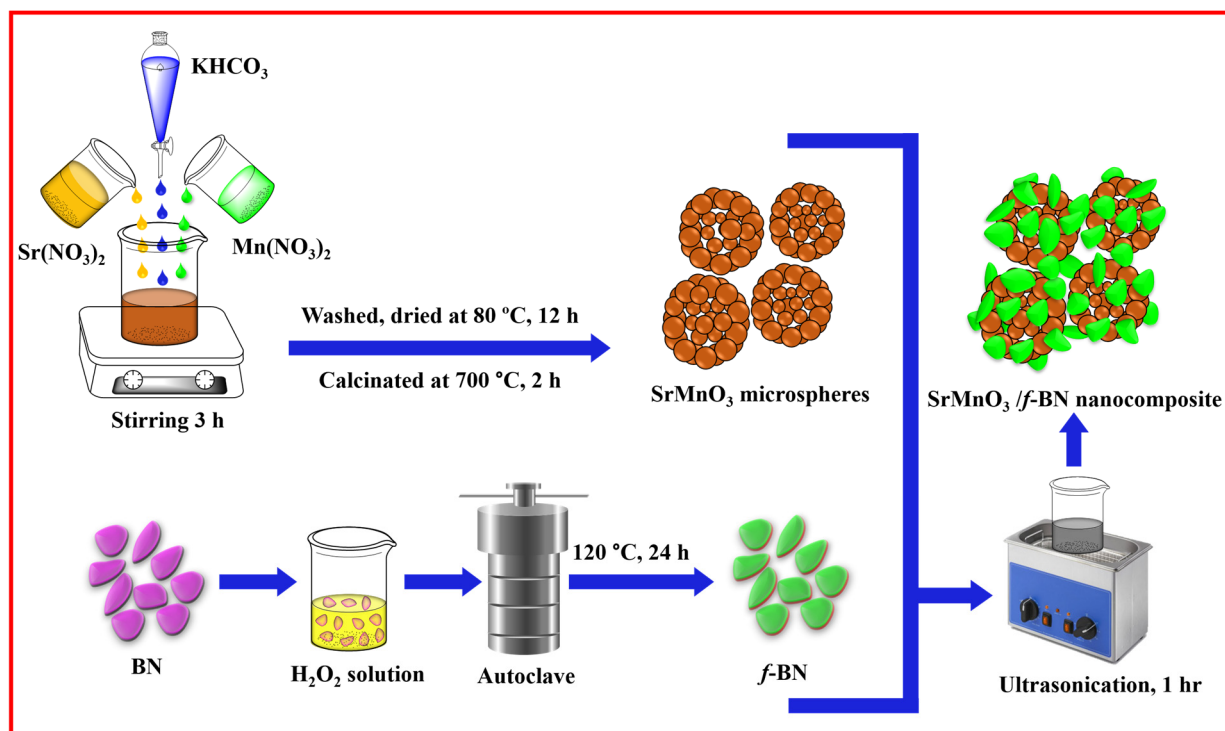 KHCO₃
Sr(NO₃)₂
Mn(NO₃)₂
Stirring 3 h
Washed, dried at 80 ºC, 12 h
Calcinated at 700 °C, 2 h
SrMnO₃ microspheres
SrMnO₃ /f-BN nanocomposite
BN
H₂O₂ solution
Autoclave
120 °C, 24 h
f-BN
Ultrasonication, 1 hr